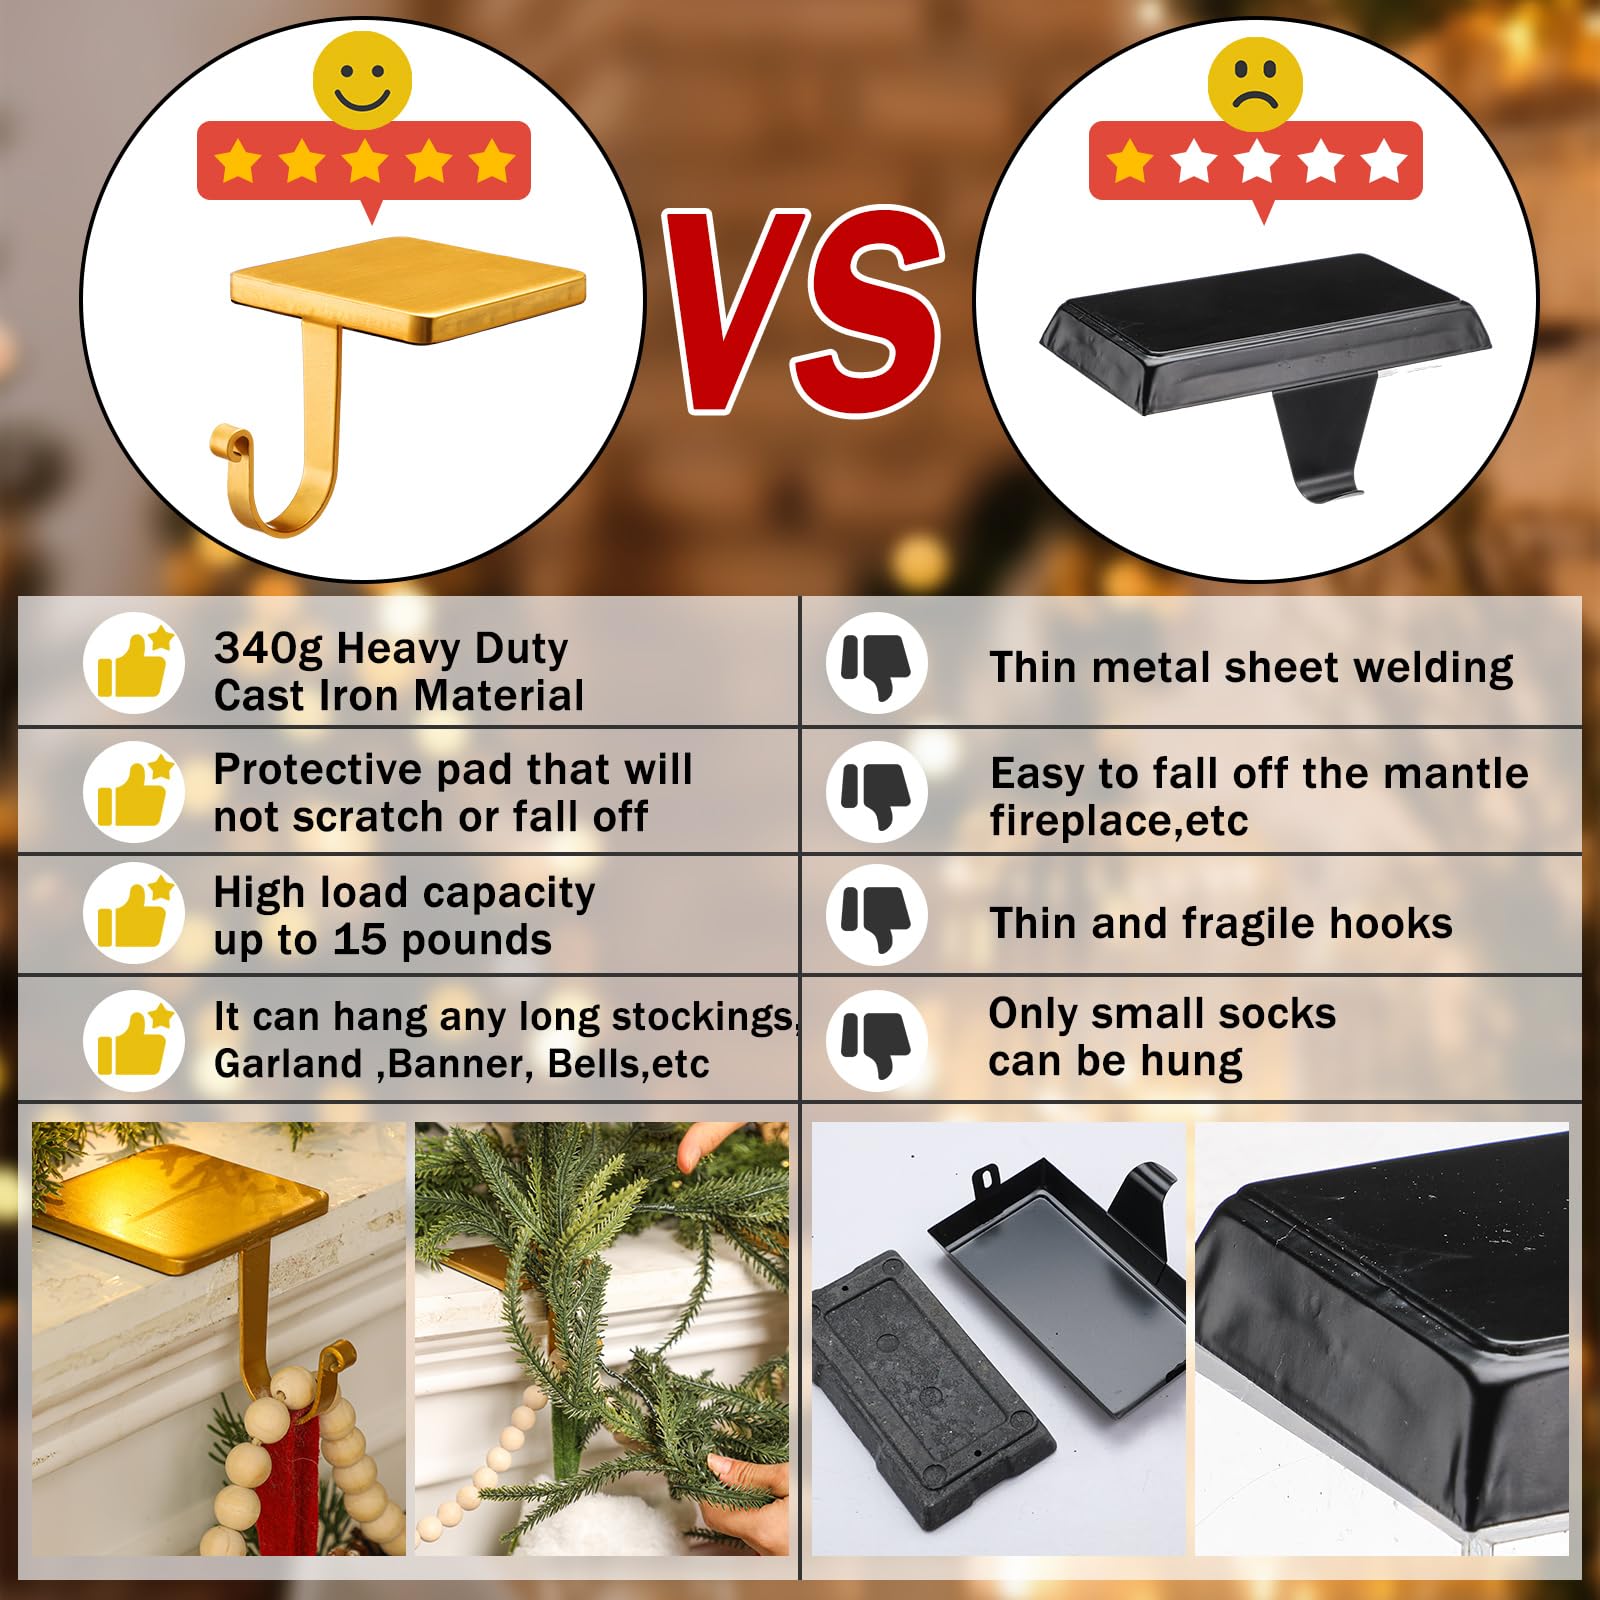 VS
340g Heavy Duty
Cast Iron Material
Thin metal sheet welding
Protective pad that will
not scratch or fall off
Easy to fall off the mantle
fireplace,etc
High load capacity
up to 15 pounds
Thin and fragile hooks
It can hang any long stockings,
Garland ,Banner, Bells,etc
Only small socks
can be hung